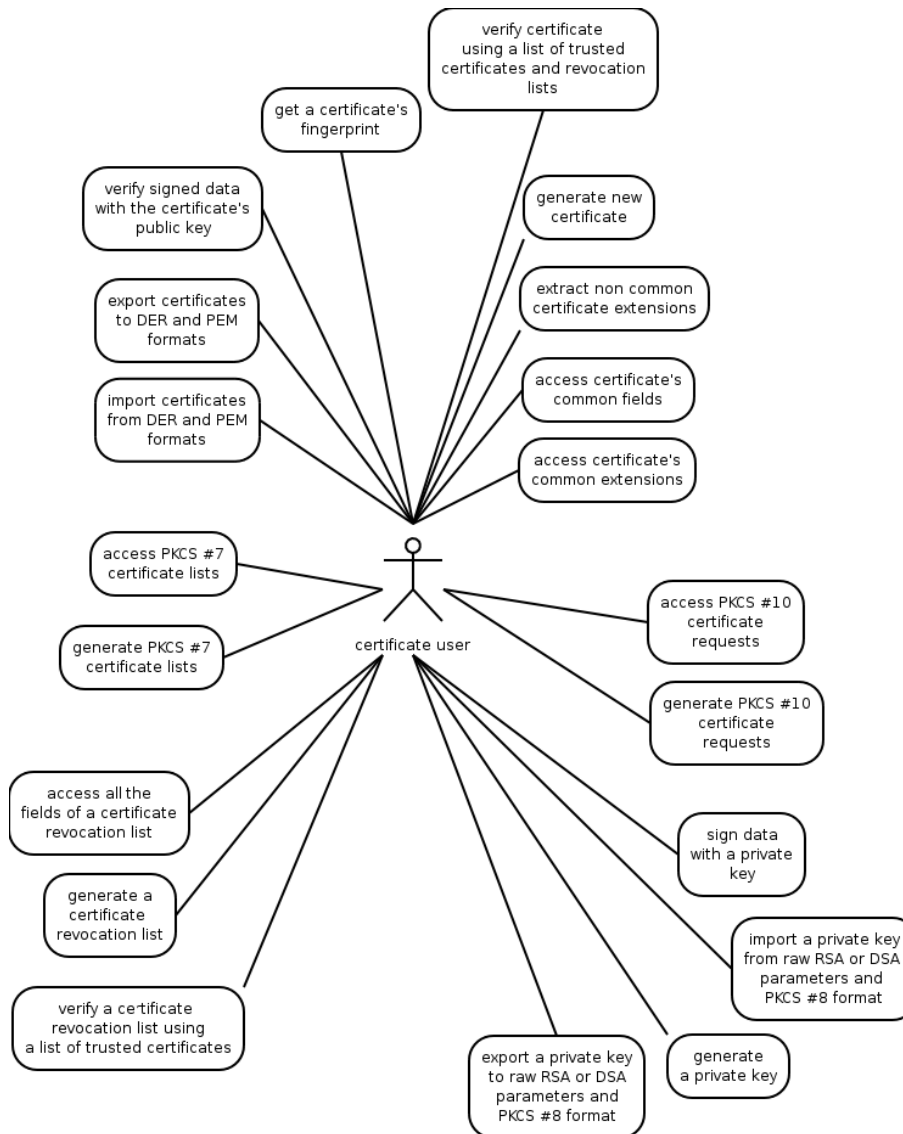 verify certificate
using a list of trusted
certificates and revocation
lists
get a certificate's
fingerprint
verify signed data
with the certificate's
public key
generate new
certificate
export certificates
to DER and PEM
formats
extract non common
certificate extensions
import certificates
from DER and PEM
formats
access certificate's
common fields
access certificate's
common extensions
access PKCS #7
certificate lists
generate PKCS #7
certificate lists
certificate user
access PKCS #10
certificate
requests
generate PKCS #10
certificate
requests
access all the
fields of a certificate
revocation list
sign data
with a private
key
generate a
certificate
revocation list
import a private key
from raw RSA or DSA
parameters and
PKCS #8 format
verify a certificate
revocation list using
a list of trusted certificates
export a private key
to raw RSA or DSA
parameters and
PKCS #8 format
generate
a private key